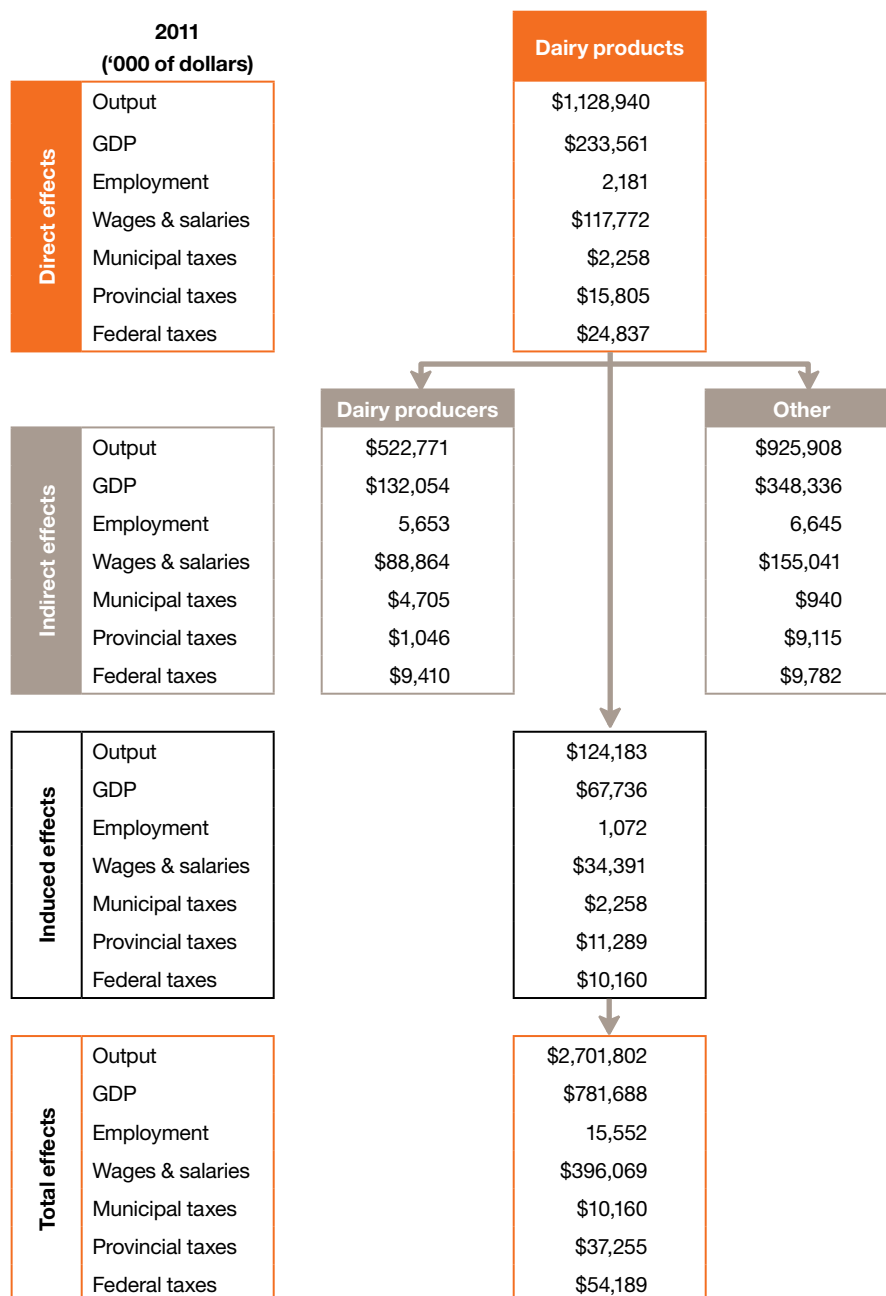 2011
(‘000 of dollars)
Dairy products
Direct effects
Output $1,128,940
GDP $233,561
Employment 2,181
Wages & salaries $117,772
Municipal taxes $2,258
Provincial taxes $15,805
Federal taxes $24,837
Dairy producers Other
Indirect effects
Output $522,771 $925,908
GDP $132,054 $348,336
Employment 5,653 6,645
Wages & salaries $88,864 $155,041
Municipal taxes $4,705 $940
Provincial taxes $1,046 $9,115
Federal taxes $9,410 $9,782
Induced effects
Output $124,183
GDP $67,736
Employment 1,072
Wages & salaries $34,391
Municipal taxes $2,258
Provincial taxes $11,289
Federal taxes $10,160
Total effects
Output $2,701,802
GDP $781,688
Employment 15,552
Wages & salaries $396,069
Municipal taxes $10,160
Provincial taxes $37,255
Federal taxes $54,189